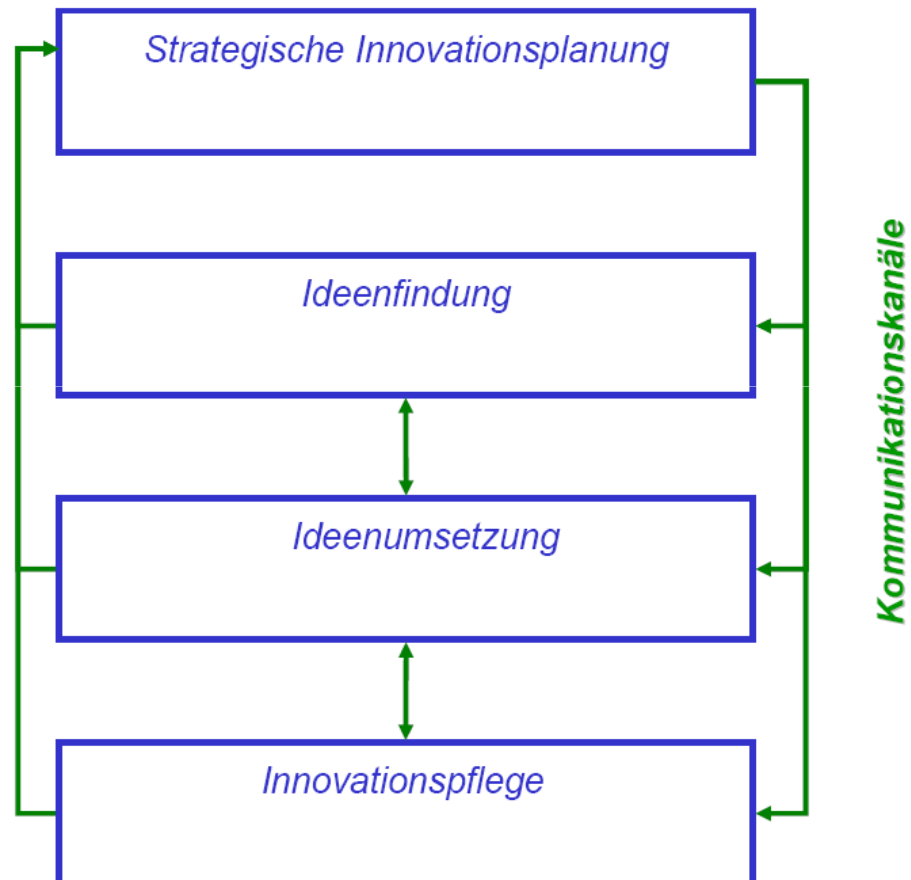 Strategische Innovationsplanung
Ideenfindung
Ideenumsetzung
Innovationspflege
Kommunikationskanäle